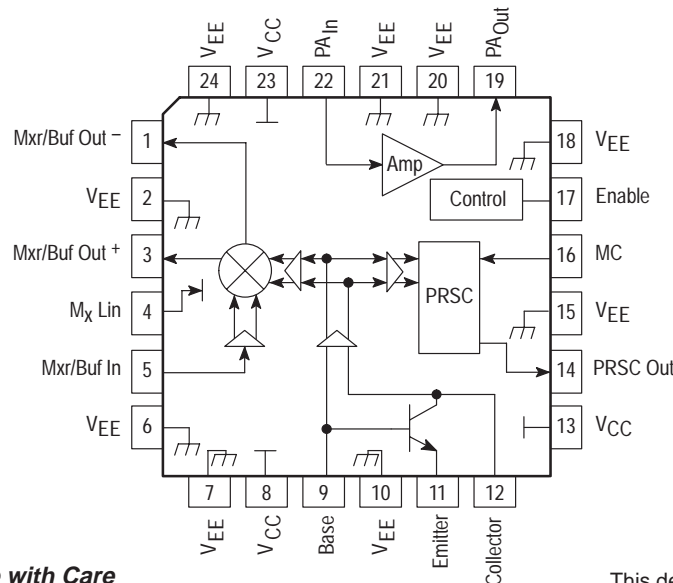 VEE
VCC
PAIn
VEE
VEE
PAOut
24
23
22
21
20
19
Mxr/Buf Out –
1
Amp
18
VEE
VEE
2
Control
17
Enable
Mxr/Buf Out +
3
16
MC
Mx Lin
4
PRSC
15
VEE
Mxr/Buf In
5
14
PRSC Out
VEE
6
13
VCC
7
8
9
10
11
12
VEE
VCC
Base
VEE
Emitter
Collector
with Care
This de